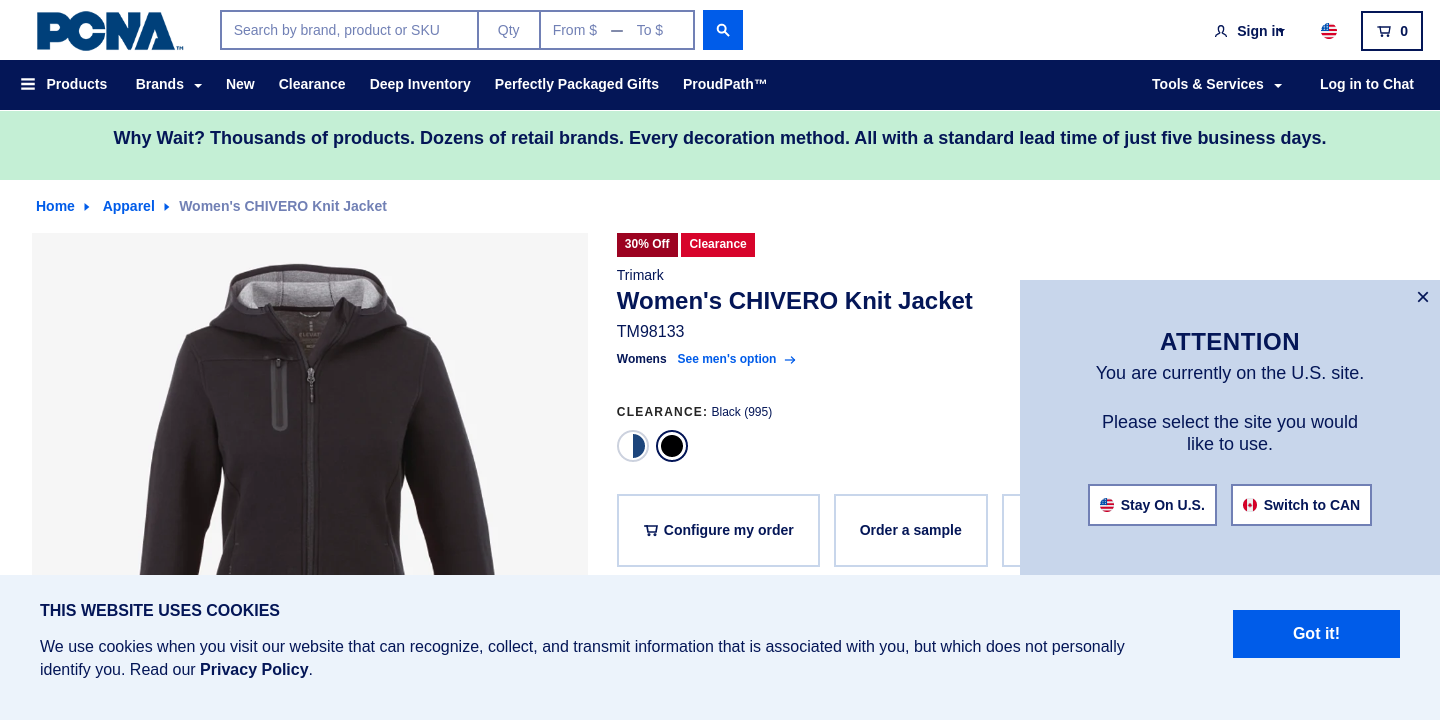 PCNA™
Search by brand, product or SKU
Qty
From $ — To $
Sign in
0
Products
Brands
New
Clearance
Deep Inventory
Perfectly Packaged Gifts
ProudPath™
Tools & Services
Log in to Chat
Why Wait? Thousands of products. Dozens of retail brands. Every decoration method. All with a standard lead time of just five business days.
Home
Apparel
Women's CHIVERO Knit Jacket
30% Off
Clearance
Trimark
Women's CHIVERO Knit Jacket
TM98133
Womens See men's option
CLEARANCE: Black (995)
Configure my order
Order a sample
ATTENTION
You are currently on the U.S. site.
Please select the site you would
like to use.
Stay On U.S.
Switch to CAN
THIS WEBSITE USES COOKIES
We use cookies when you visit our website that can recognize, collect, and transmit information that is associated with you, but which does not personally
identify you. Read our Privacy Policy.
Got it!